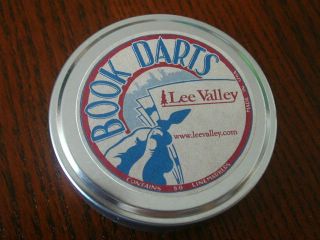 BOOK DARTS
Lee Valley
www.leevalley.com
CONTAINS 50 LINEMARKERS